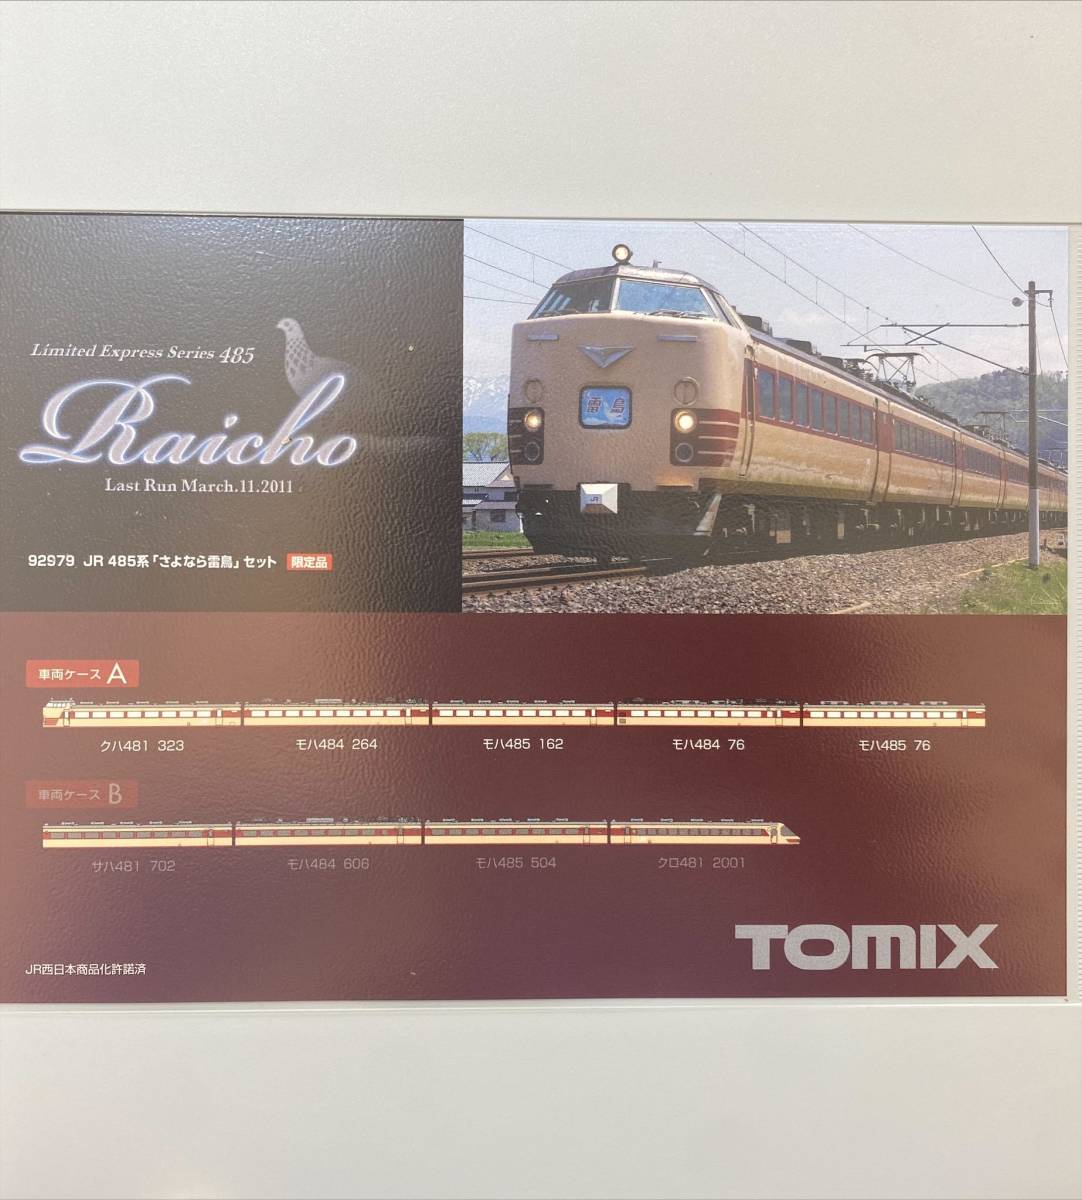 Limited Express Series 485
Raicho
Last Run March.11.2011
92979 JR 485系「さよなら雷鳥」セット 限定品
雷鳥
JR
車両ケース A
クハ481 323 モハ484 264 モハ485 162 モハ484 76 モハ485 76
車両ケース B
サハ481 702 モハ484 606 モハ485 504 クロ481 2001
TOMIX
JR西日本商品化許諾済